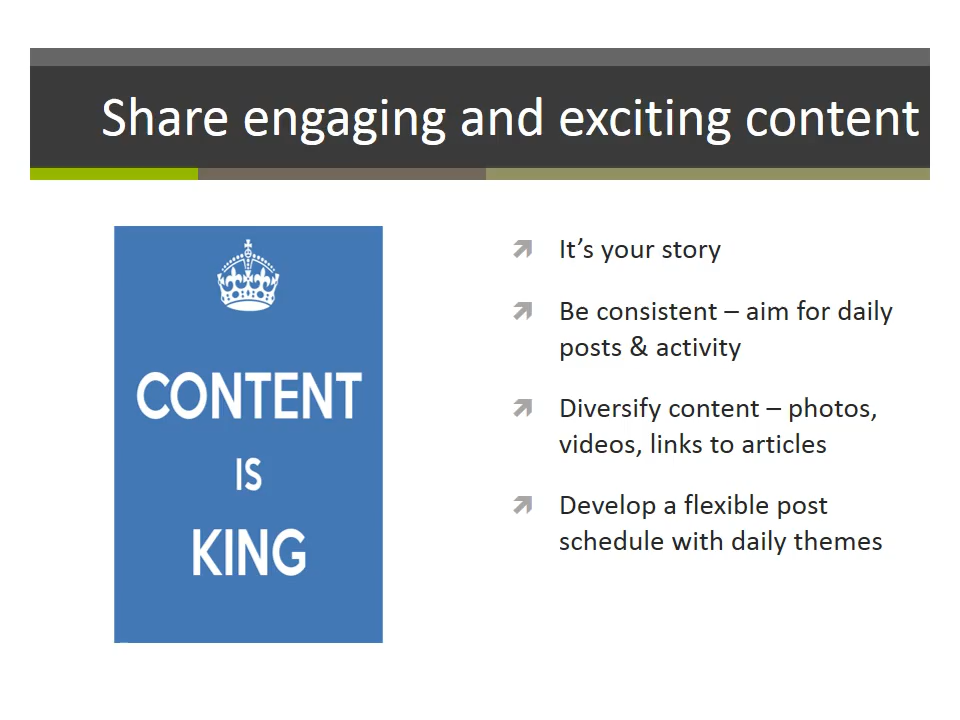 Share engaging and exciting content
CONTENT
IS
KING
It’s your story
Be consistent – aim for daily
posts & activity
Diversify content – photos,
videos, links to articles
Develop a flexible post
schedule with daily themes